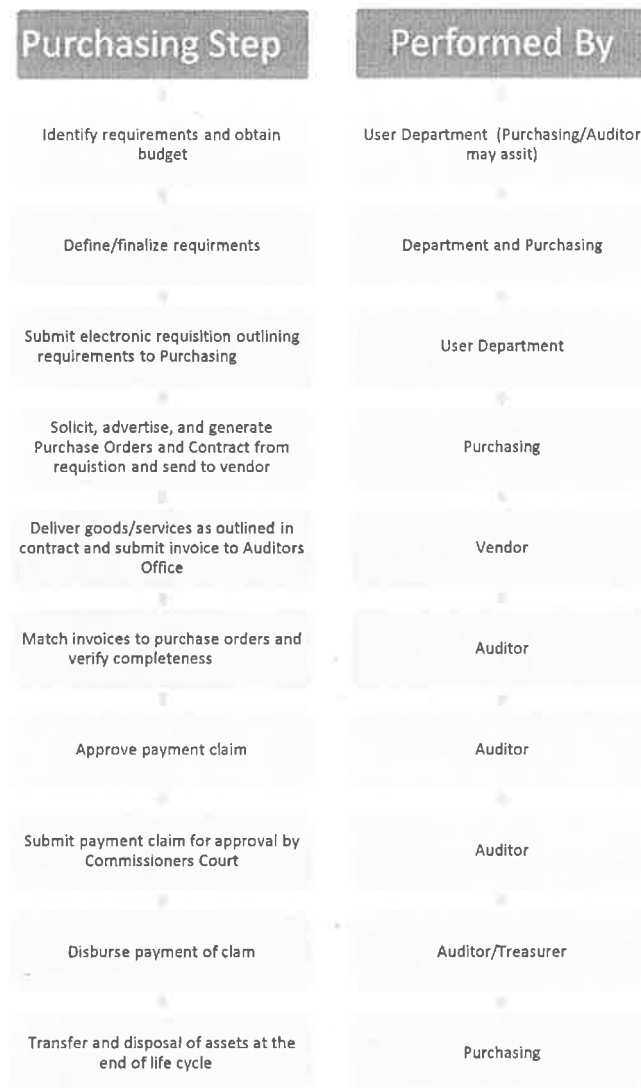 Purchasing Step
Performed By
Identify requirements and obtain
budget
User Department (Purchasing/Auditor
may assit)
Define/finalize requirments
Department and Purchasing
Submit electronic requisition outlining
requirements to Purchasing
User Department
Solicit, advertise, and generate
Purchase Orders and Contract from
requistion and send to vendor
Purchasing
Deliver goods/services as outlined in
contract and submit invoice to Auditors
Office
Vendor
Match invoices to purchase orders and
verify completeness
Auditor
Approve payment claim
Auditor
Submit payment claim for approval by
Commissioners Court
Auditor
Disburse payment of clam
Auditor/Treasurer
Transfer and disposal of assets at the
end of life cycle
Purchasing